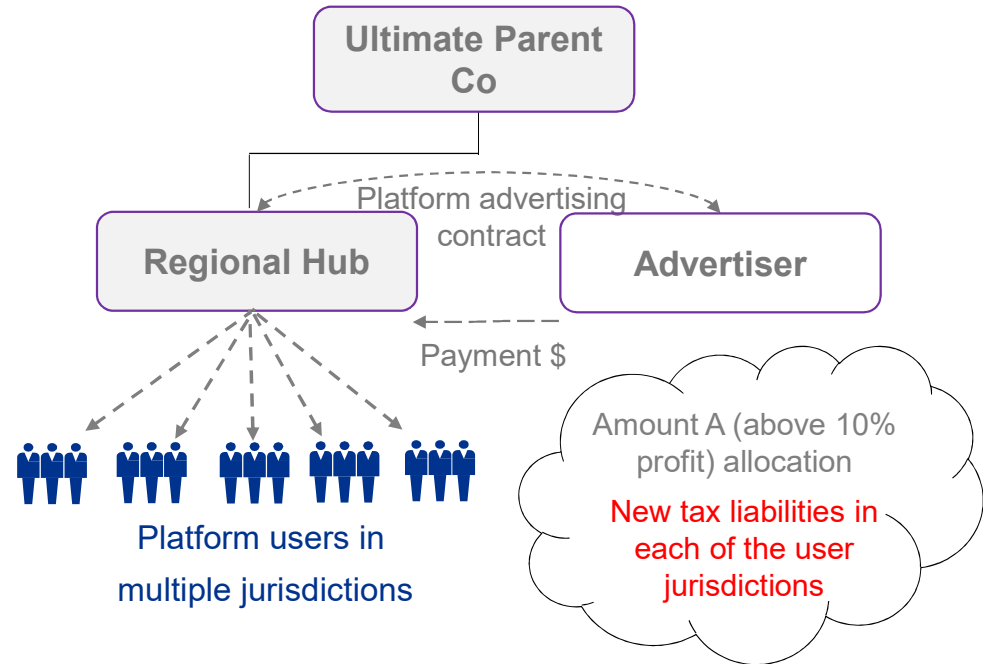 Ultimate Parent
Co
Platform advertising
contract
Regional Hub
Advertiser
Payment $
Platform users in
multiple jurisdictions
Amount A (above 10%
profit) allocation
New tax liabilities in
each of the user
jurisdictions